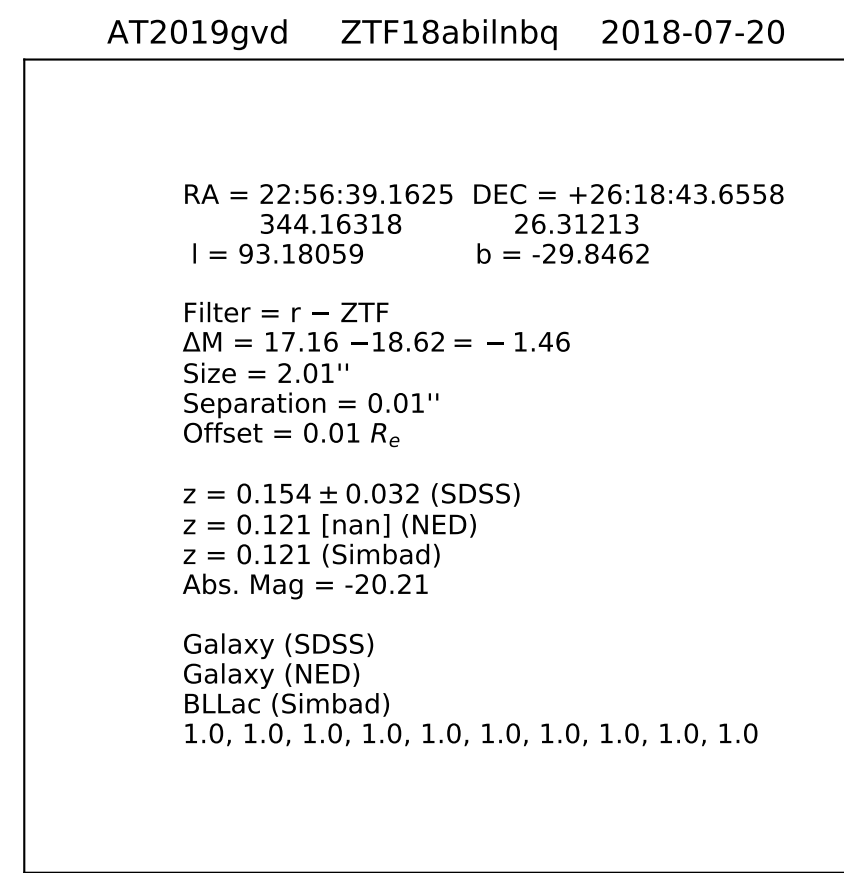 AT2019gvd ZTF18abilnbq 2018-07-20
RA = 22:56:39.1625 DEC = +26:18:43.6558
344.16318 26.31213
l = 93.18059 b = -29.8462
Filter = r − ZTF
ΔM = 17.16 −18.62 = − 1.46
Size = 2.01''
Separation = 0.01''
Offset = 0.01 Re
z = 0.154 ± 0.032 (SDSS)
z = 0.121 [nan] (NED)
z = 0.121 (Simbad)
Abs. Mag = -20.21
Galaxy (SDSS)
Galaxy (NED)
BLLac (Simbad)
1.0, 1.0, 1.0, 1.0, 1.0, 1.0, 1.0, 1.0, 1.0, 1.0